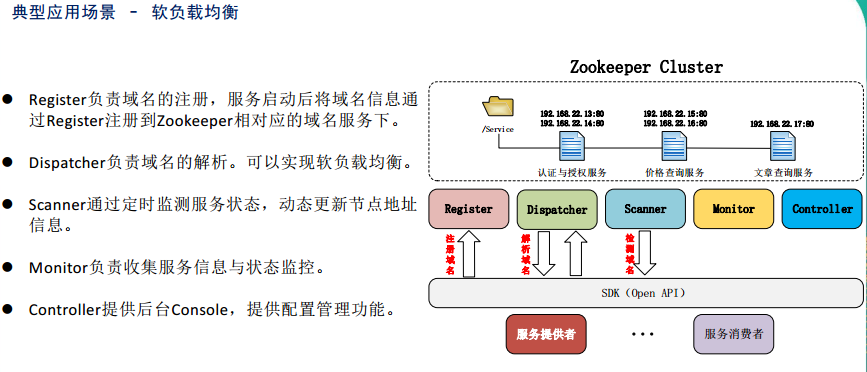 典型应用场景 – 软负载均衡
● Register负责域名的注册，服务启动后将域名信息通
过Register注册到Zookeeper相对应的域名服务下。
● Dispatcher负责域名的解析。可以实现软负载均衡。
● Scanner通过定时监测服务状态，动态更新节点地址
信息。
● Monitor负责收集服务信息与状态监控。
● Controller提供后台Console，提供配置管理功能。
Zookeeper Cluster
/Service
192.168.22.13:80
192.168.22.14:80
认证与授权服务
192.168.22.15:80
192.168.22.16:80
价格查询服务
192.168.22.17:80
文章查询服务
Register
Dispatcher
Scanner
Monitor
Controller
注册域名
解析域名
检测域名
SDK（Open API）
服务提供者
...
服务消费者